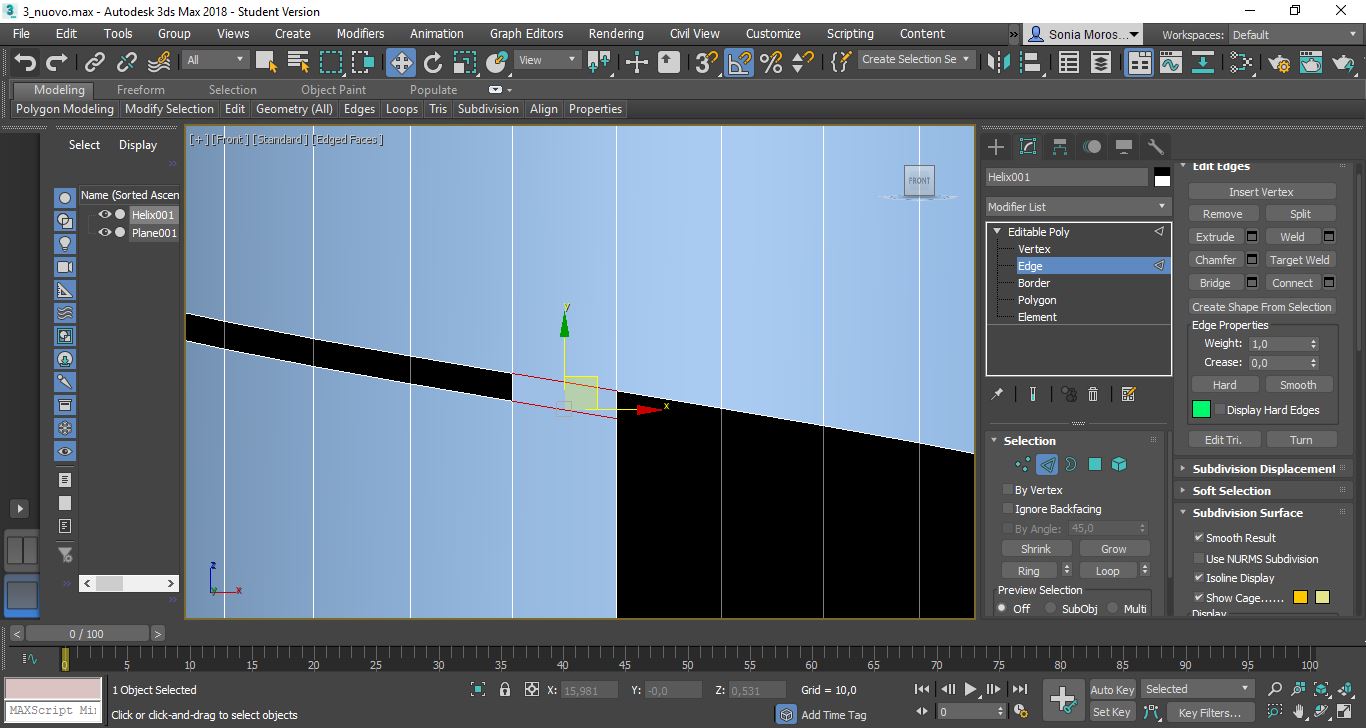 3_nuovo.max - Autodesk 3ds Max 2018 - Student Version
File Edit Tools Group Views Create Modifiers Animation Graph Editors Rendering Civil View Customize Scripting Content » Sonia Moros... Workspaces: Default
All View Create Selection Se
Modeling Freeform Selection Object Paint Populate
Polygon Modeling Modify Selection Edit Geometry (All) Edges Loops Tris Subdivision Align Properties
Select Display
Name (Sorted Ascen
Helix001
Plane001
[+] [Front] [Standard] [Edged Faces]
FRONT
y
x
z
y
x
Helix001
Modifier List
Editable Poly
Vertex
Edge
Border
Polygon
Element
Selection
By Vertex
Ignore Backfacing
By Angle: 45,0
Shrink Grow
Ring Loop
Preview Selection
Off SubObj Multi
Edit Edges
Insert Vertex
Remove Split
Extrude Weld
Chamfer Target Weld
Bridge Connect
Create Shape From Selection
Edge Properties
Weight: 1,0
Crease: 0,0
Hard Smooth
Display Hard Edges
Edit Tri. Turn
Subdivision Displacement
Soft Selection
Subdivision Surface
Smooth Result
Use NURMS Subdivision
Isoline Display
Show Cage......
Display
< 0 / 100 >
0 5 10 15 20 25 30 35 40 45 50 55 60 65 70 75 80 85 90 95 100
1 Object Selected X: 15,981 Y: -0,0 Z: 0,531 Grid = 10,0 Auto Key Selected
MAXScript Mi
Click or click-and-drag to select objects Add Time Tag 0 Set Key Key Filters...